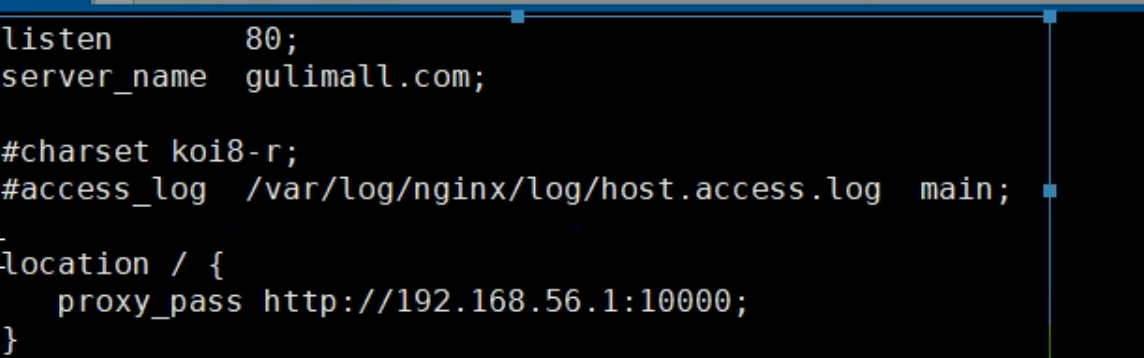 listen       80;
server_name  gulimall.com;
#charset koi8-r;
#access_log  /var/log/nginx/log/host.access.log  main;
location / {
   proxy_pass http://192.168.56.1:10000;
}